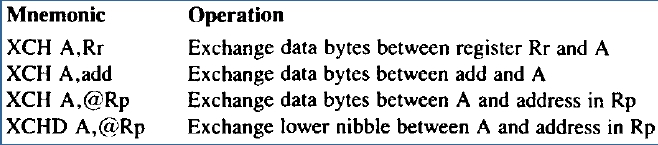 Mnemonic Operation
XCH A,Rr Exchange data bytes between register Rr and A
XCH A,add Exchange data bytes between add and A
XCH A,@Rp Exchange data bytes between A and address in Rp
XCHD A,@Rp Exchange lower nibble between A and address in Rp